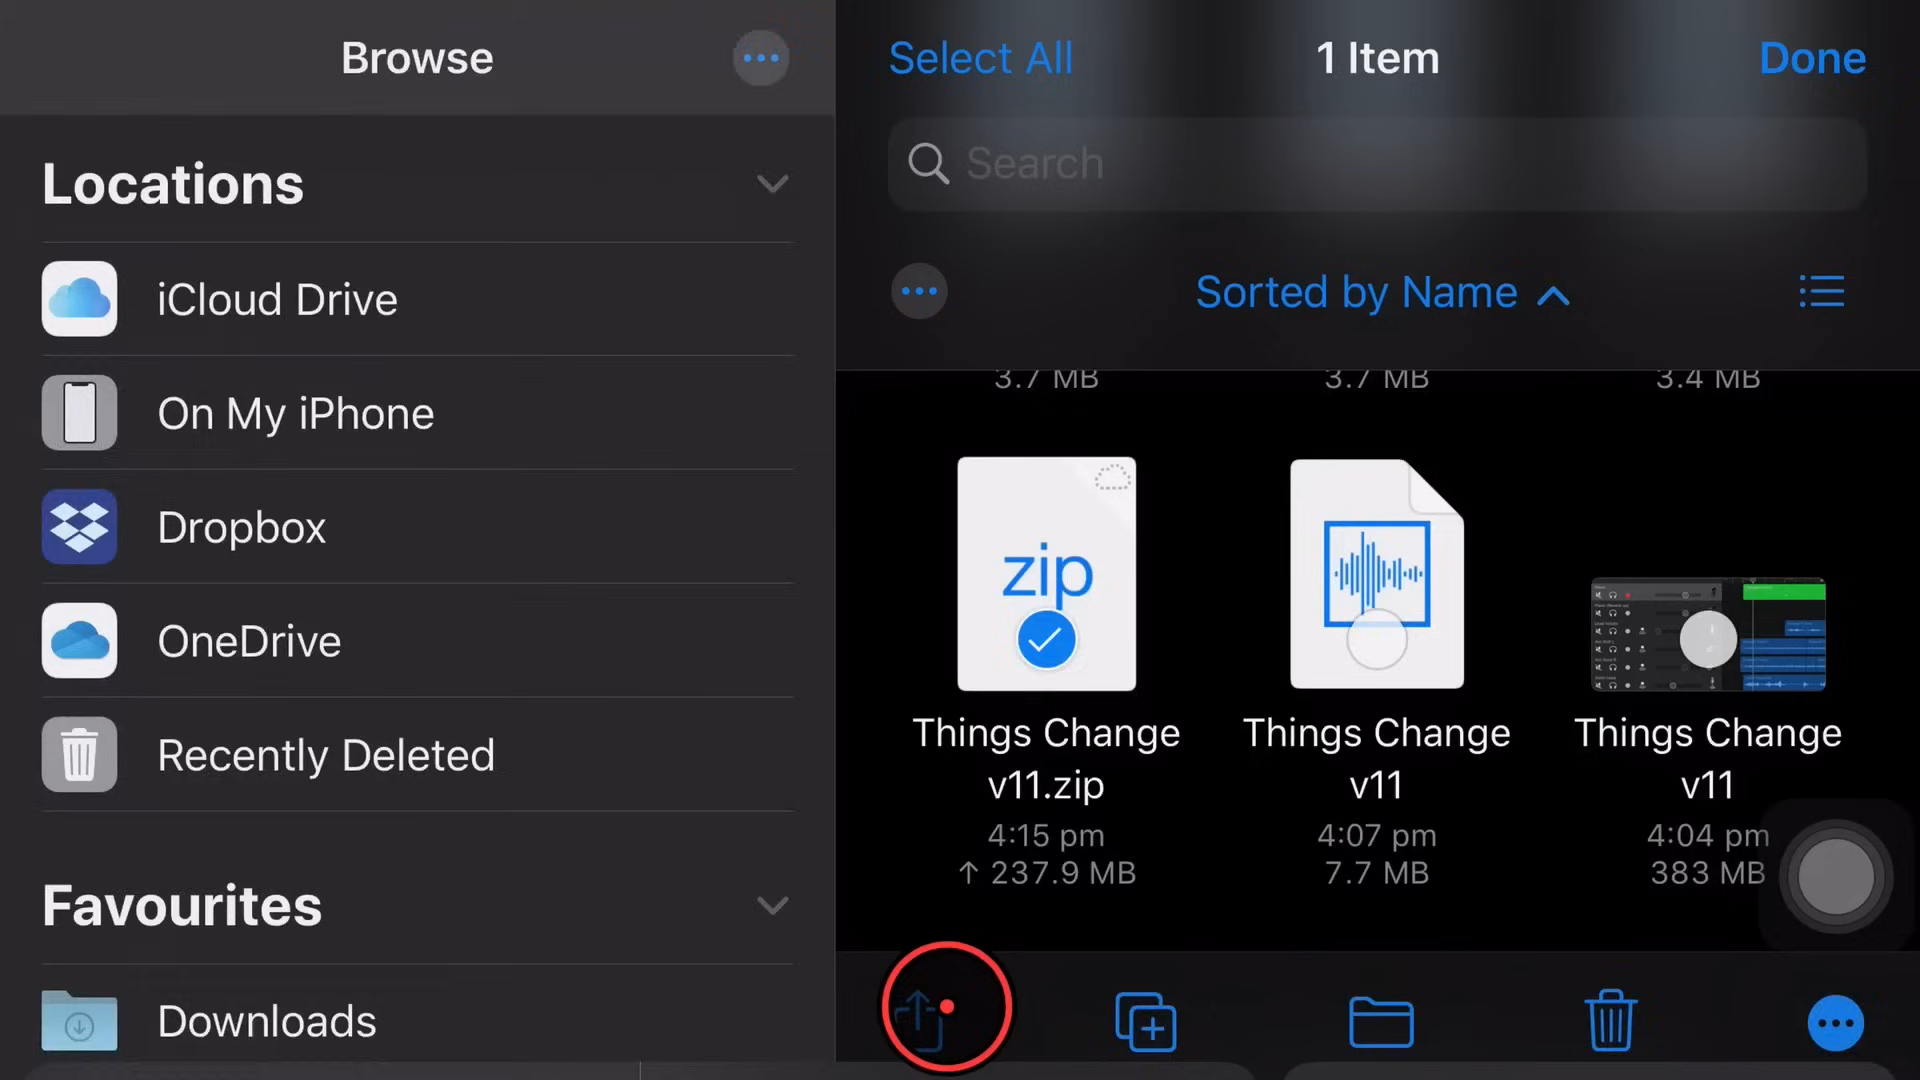 Browse
Locations
iCloud Drive
On My iPhone
Dropbox
OneDrive
Recently Deleted
Favourites
Downloads
Select All
1 Item
Done
Search
Sorted by Name
3.7 MB
3.7 MB
3.4 MB
zip
Things Change
v11.zip
4:15 pm
↑ 237.9 MB
Things Change
v11
4:07 pm
7.7 MB
Things Change
v11
4:04 pm
383 MB